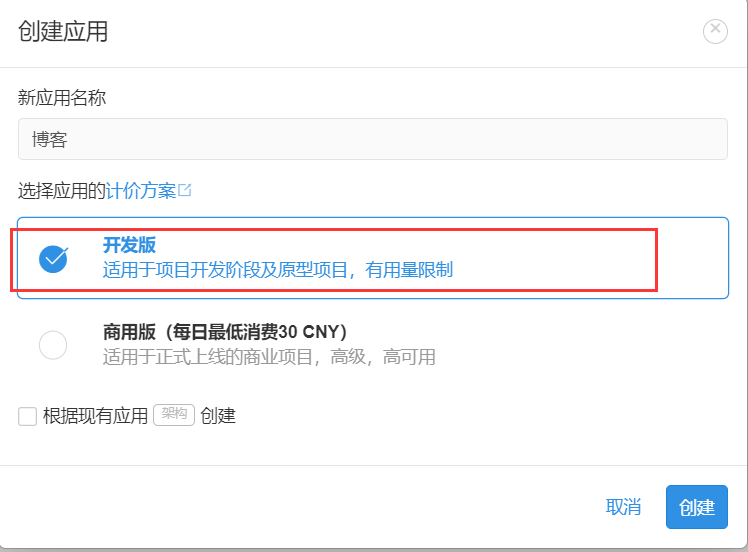 创建应用
新应用名称
博客
选择应用的计价方案
开发版
适用于项目开发阶段及原型项目，有用量限制
商用版（每日最低消费30 CNY）
适用于正式上线的商业项目，高级，高可用
根据现有应用 架构 创建
取消 创建